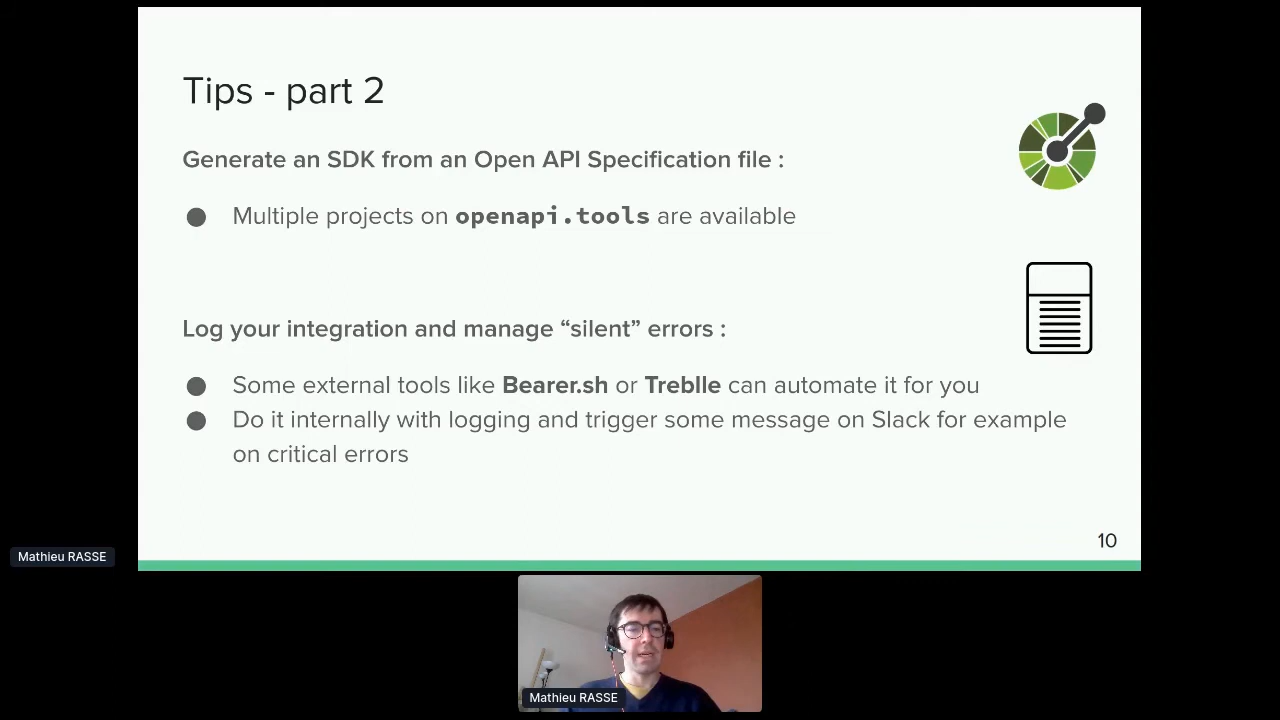 Tips - part 2
Generate an SDK from an Open API Specification file :
● Multiple projects on openapi.tools are available
Log your integration and manage “silent” errors :
● Some external tools like Bearer.sh or Treblle can automate it for you
● Do it internally with logging and trigger some message on Slack for example
on critical errors
10
Mathieu RASSE
Mathieu RASSE